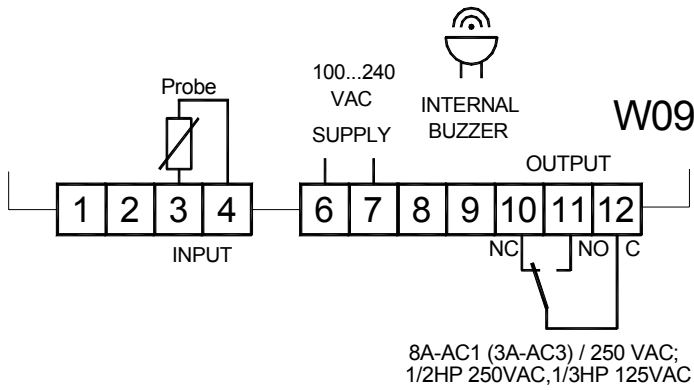 100...240
VAC
Probe
INTERNAL
BUZZER
W09
SUPPLY
OUTPUT
1 2 3 4 6 7 8 9 10 11 12
INPUT
NC NO C
8A-AC1 (3A-AC3) / 250 VAC;
1/2HP 250VAC,1/3HP 125VAC